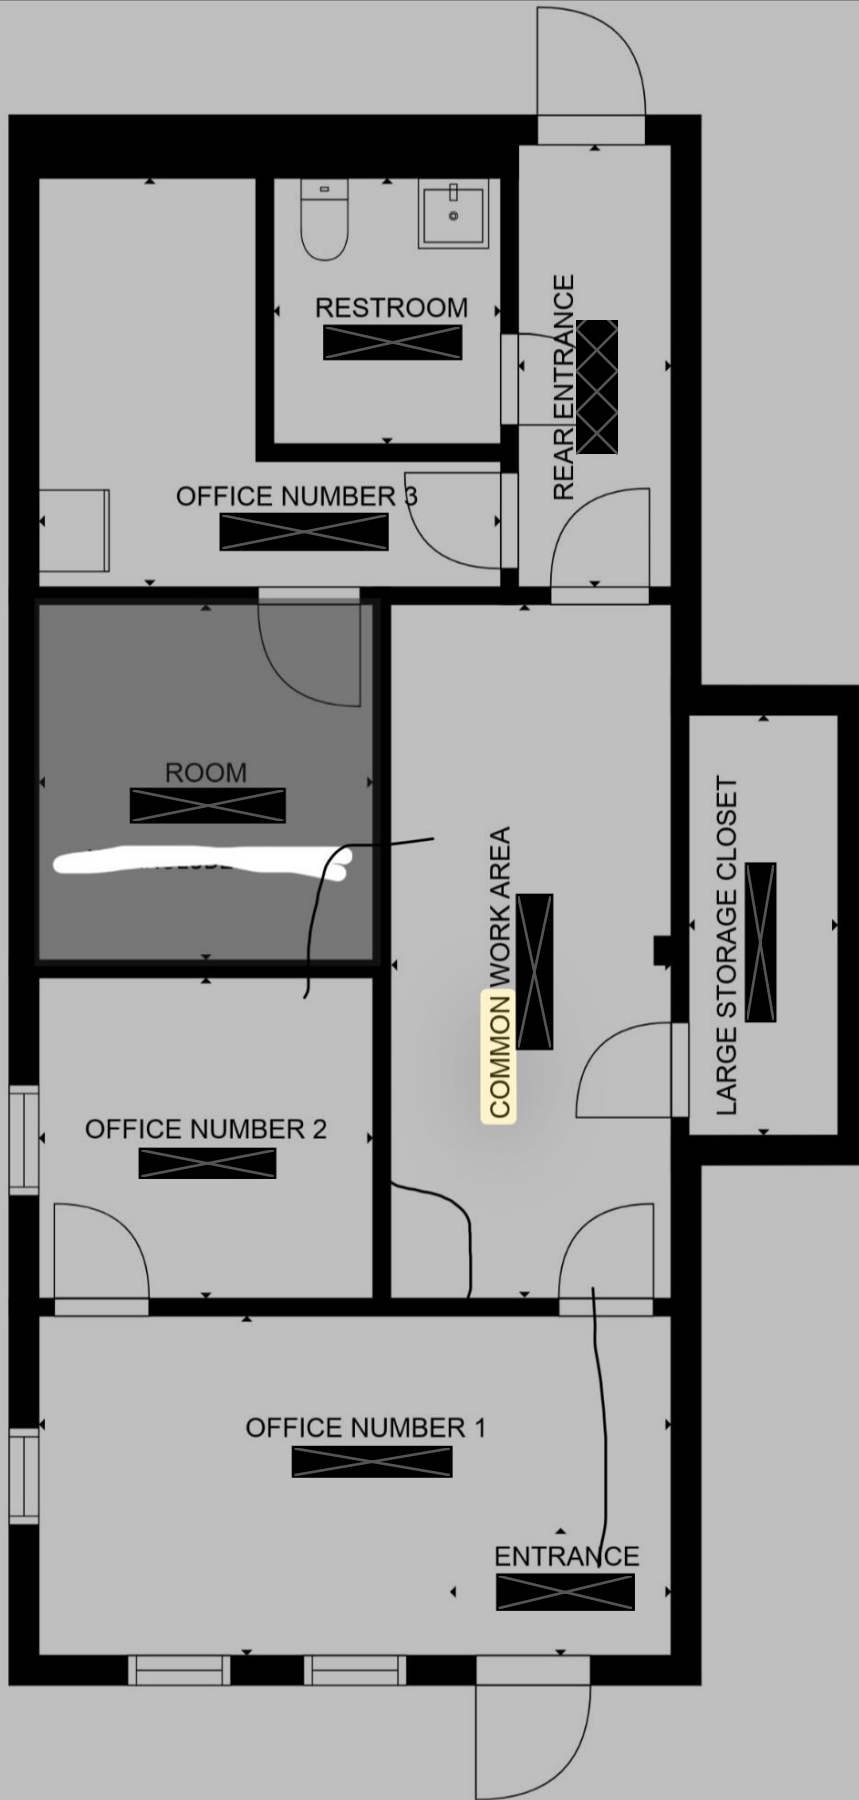 RESTROOM
REAR ENTRANCE
OFFICE NUMBER 3
ROOM
COMMON WORK AREA
LARGE STORAGE CLOSET
OFFICE NUMBER 2
OFFICE NUMBER 1
ENTRANCE